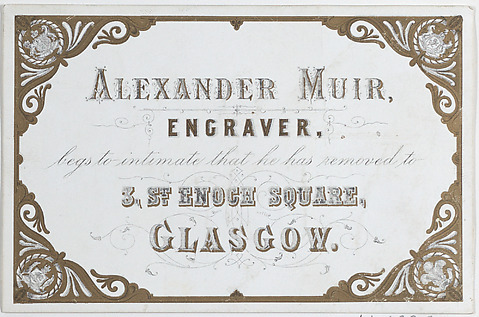 ALEXANDER MUIR,
ENGRAVER,
begs to intimate that he has removed to
3, ST ENOCH SQUARE,
GLASGOW.